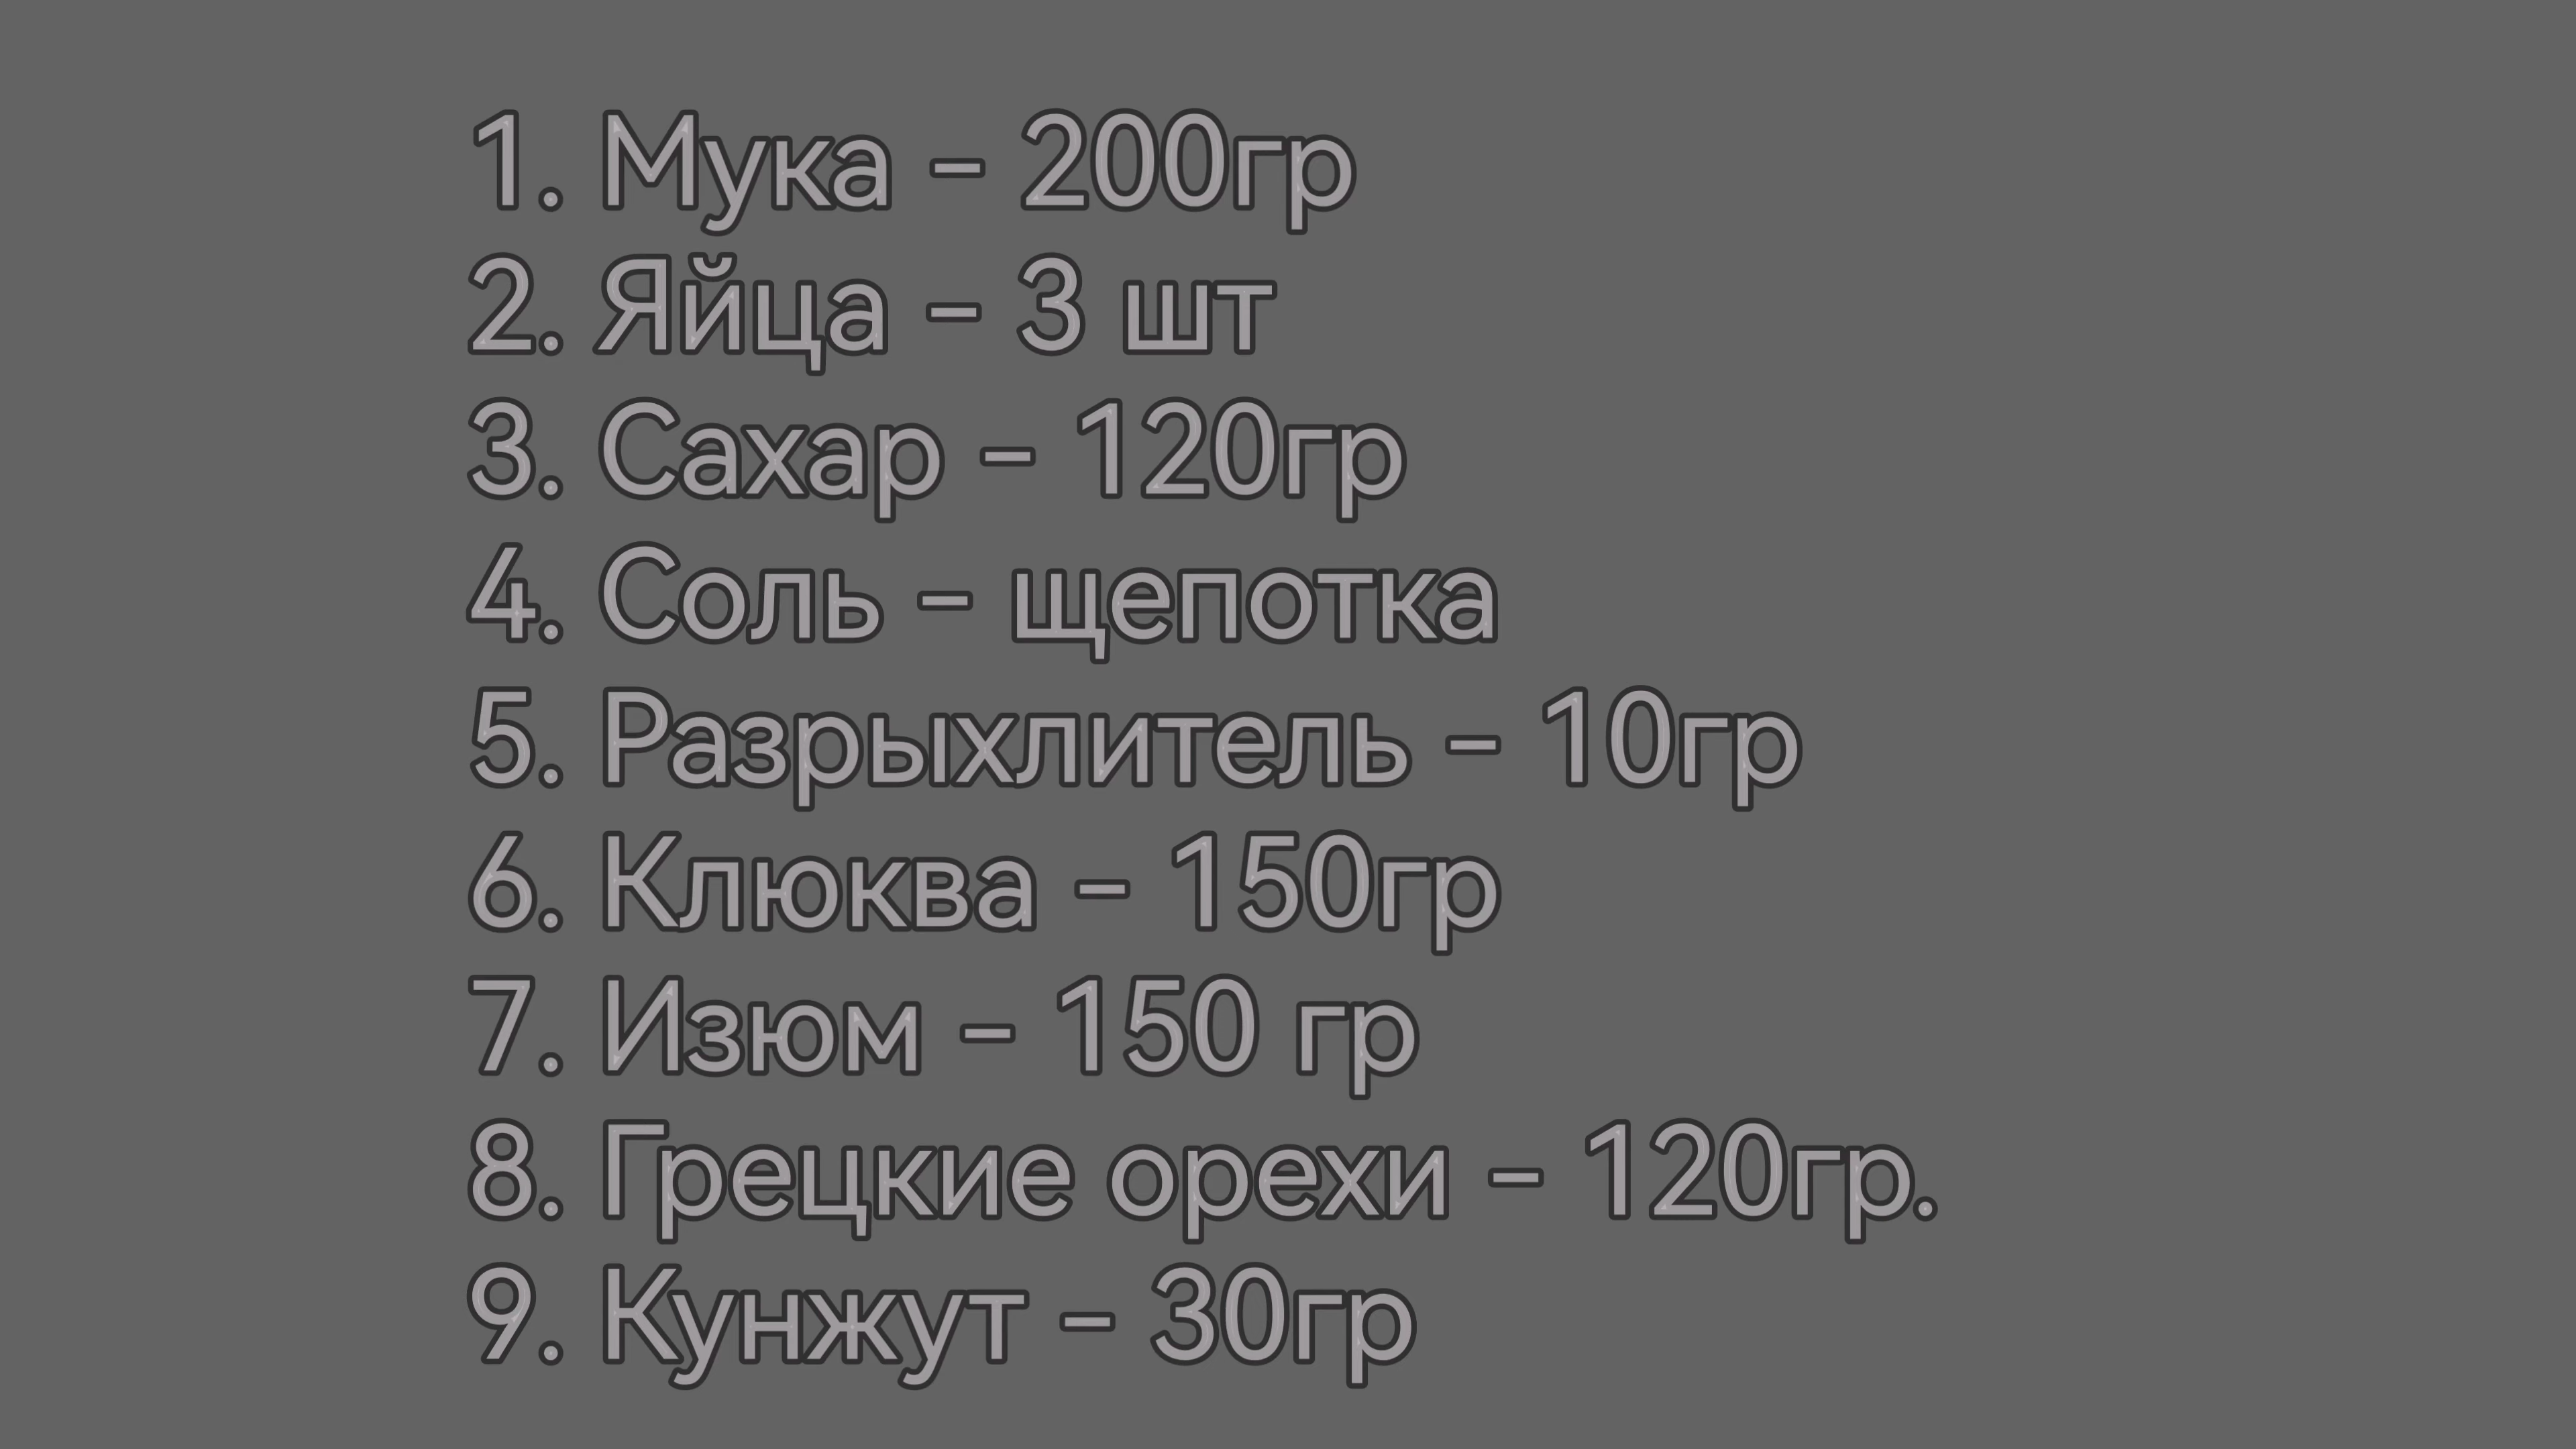 1. Мука – 200гр
2. Яйца – 3 шт
3. Сахар – 120гр
4. Соль – щепотка
5. Разрыхлитель – 10гр
6. Клюква – 150гр
7. Изюм – 150 гр
8. Грецкие орехи – 120гр.
9. Кунжут – 30гр